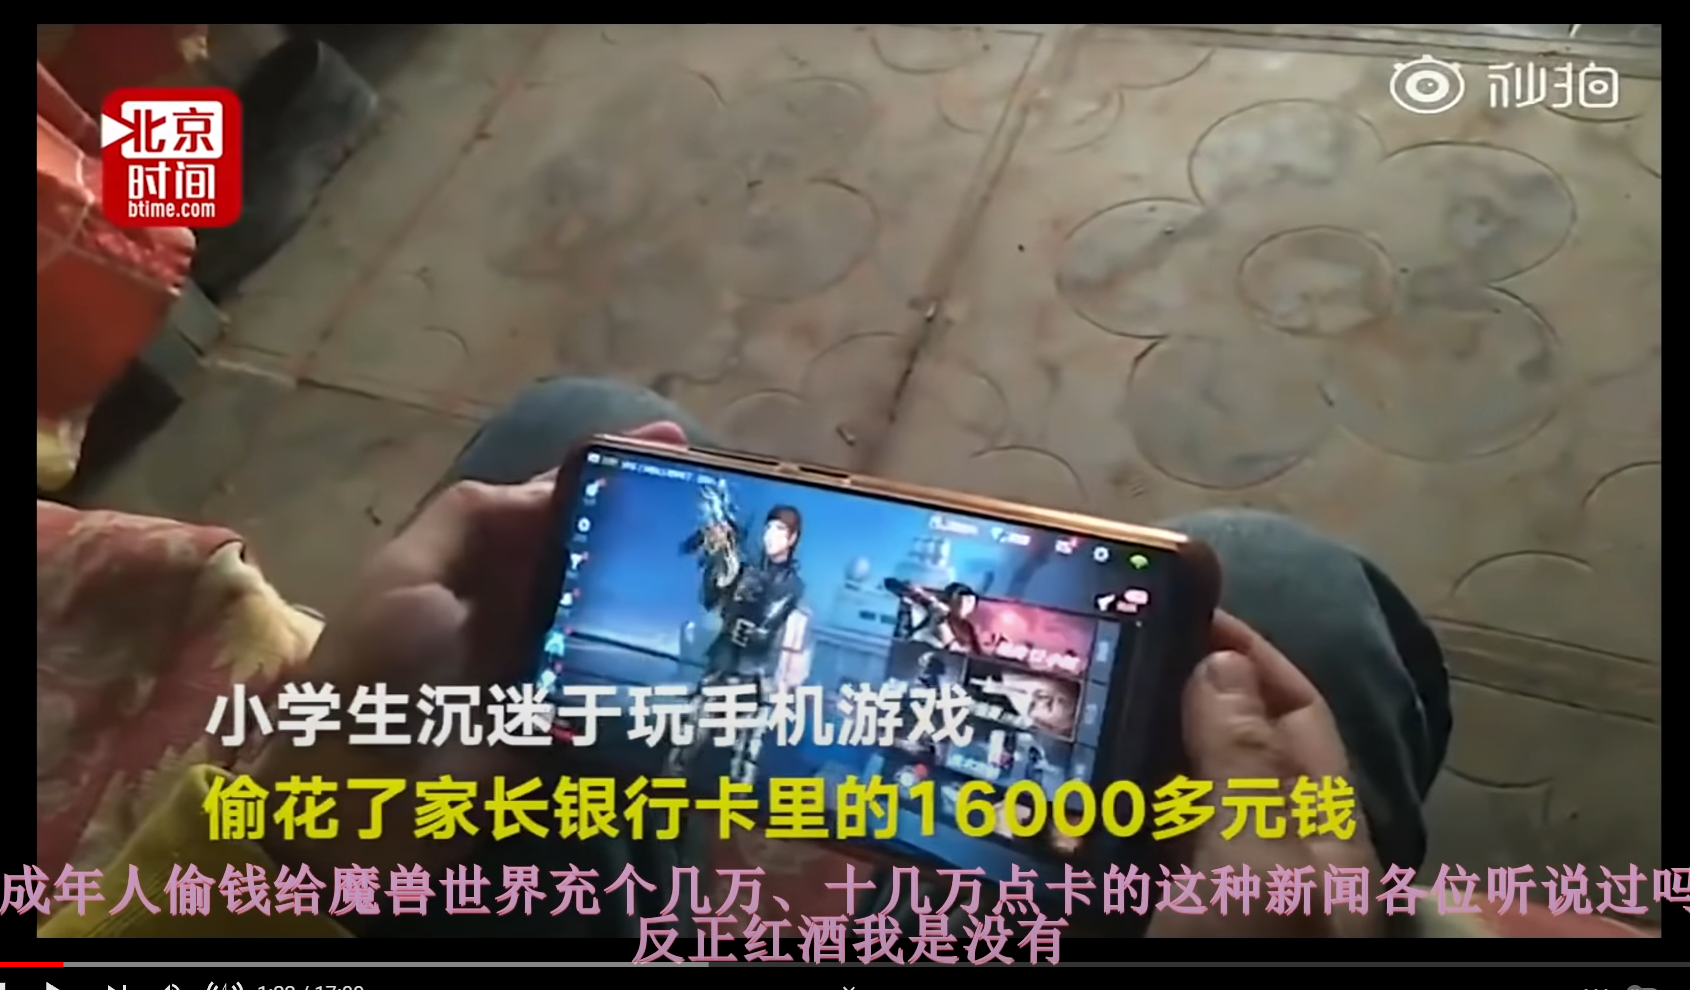 北京
时间
btime.com
秒拍
小学生沉迷于玩手机游戏
偷花了家长银行卡里的16000多元钱
成年人偷钱给魔兽世界充个几万、十几万点卡的这种新闻各位听说过吗
反正红酒我是没有